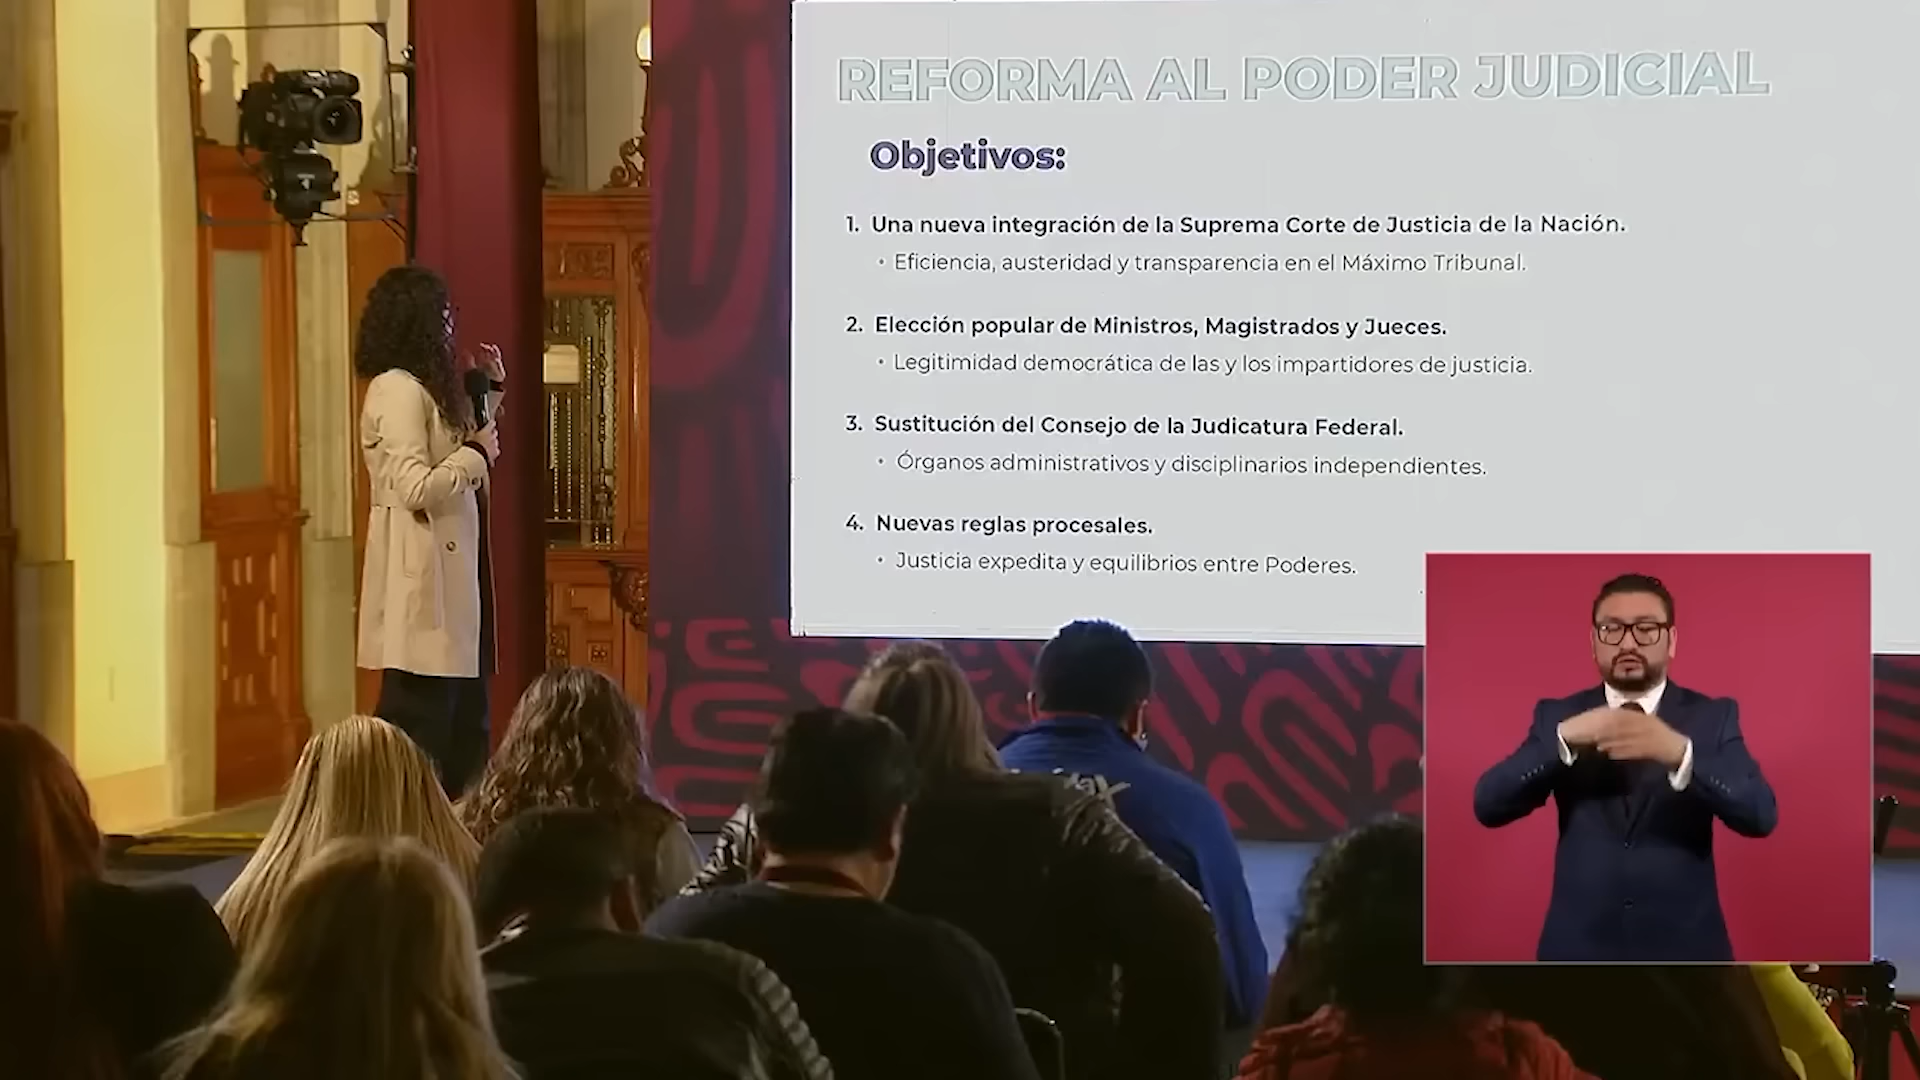 REFORMA AL PODER JUDICIAL
Objetivos:
1. Una nueva integración de la Suprema Corte de Justicia de la Nación.
• Eficiencia, austeridad y transparencia en el Máximo Tribunal.
2. Elección popular de Ministros, Magistrados y Jueces.
• Legitimidad democrática de las y los impartidores de justicia.
3. Sustitución del Consejo de la Judicatura Federal.
• Órganos administrativos y disciplinarios independientes.
4. Nuevas reglas procesales.
• Justicia expedita y equilibrios entre Poderes.